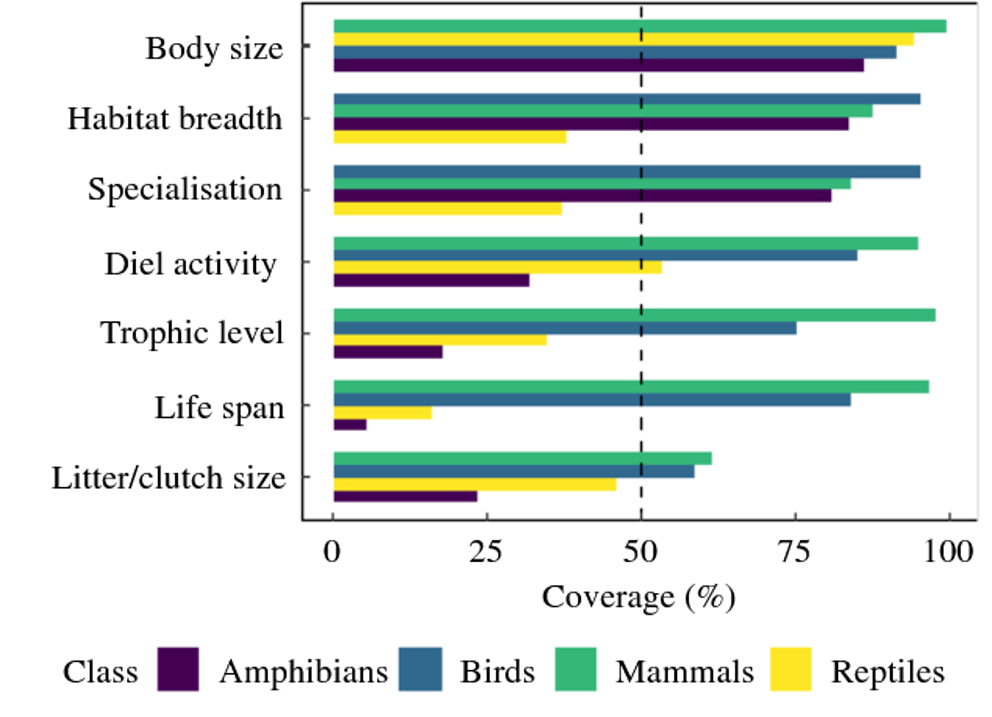 Body size
Habitat breadth
Specialisation
Diel activity
Trophic level
Life span
Litter/clutch size
0 25 50 75 100
Coverage (%)
Class Amphibians Birds Mammals Reptiles